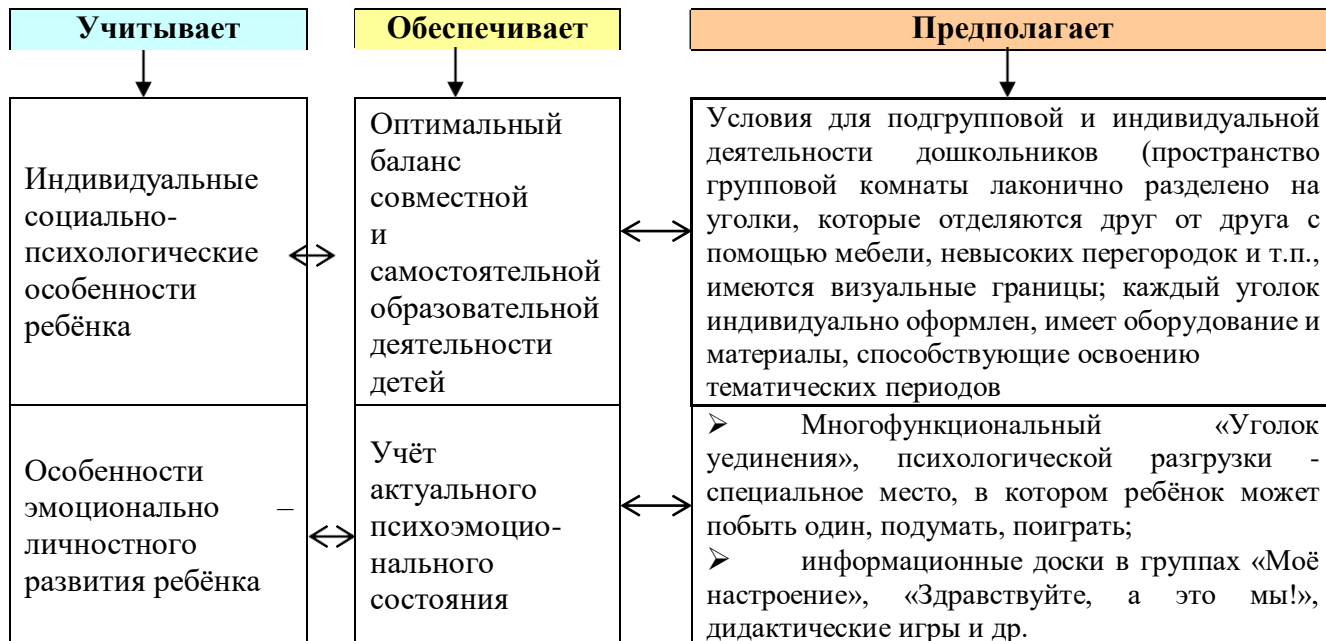 Учитывает
Обеспечивает
Предполагает
Индивидуальные
социально-
психологические
особенности
ребёнка
Оптимальный
баланс
совместной
и
самостоятельной
образовательной
деятельности
детей
Условия для подгрупповой и индивидуальной
деятельности дошкольников (пространство
групповой комнаты лаконично разделено на
уголки, которые отделяются друг от друга с
помощью мебели, невысоких перегородок и т.п.,
имеются визуальные границы; каждый уголок
индивидуально оформлен, имеет оборудование и
материалы, способствующие освоению
тематических периодов
Особенности
эмоционально –
личностного
развития ребёнка
Учёт
актуального
психоэмоцио-
нального
состояния
➢ Многофункциональный «Уголок
уединения», психологической разгрузки -
специальное место, в котором ребёнок может
побыть один, подумать, поиграть;
➢ информационные доски в группах «Моё
настроение», «Здравствуйте, а это мы!»,
дидактические игры и др.